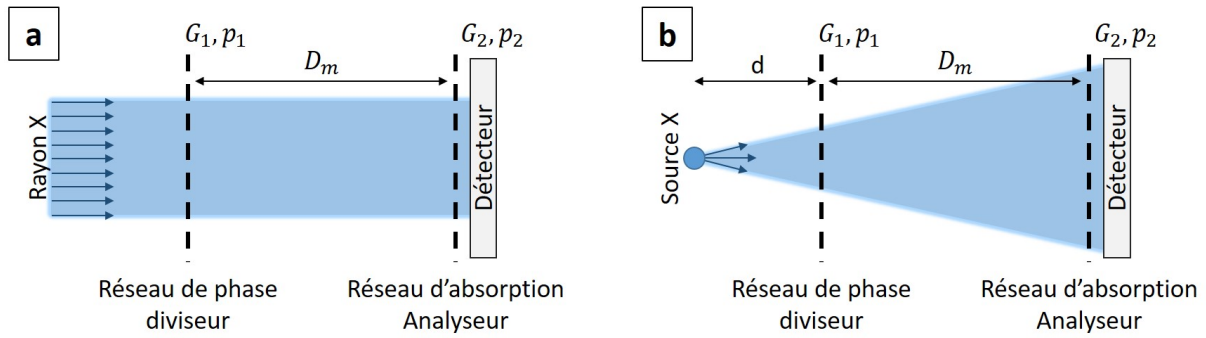 a
G₁, p₁
G₂, p₂
Dₘ
Rayon X
Détecteur
Réseau de phase
diviseur
Réseau d'absorption
Analyseur
b
G₁, p₁
G₂, p₂
d
Dₘ
Source X
Détecteur
Réseau de phase
diviseur
Réseau d'absorption
Analyseur